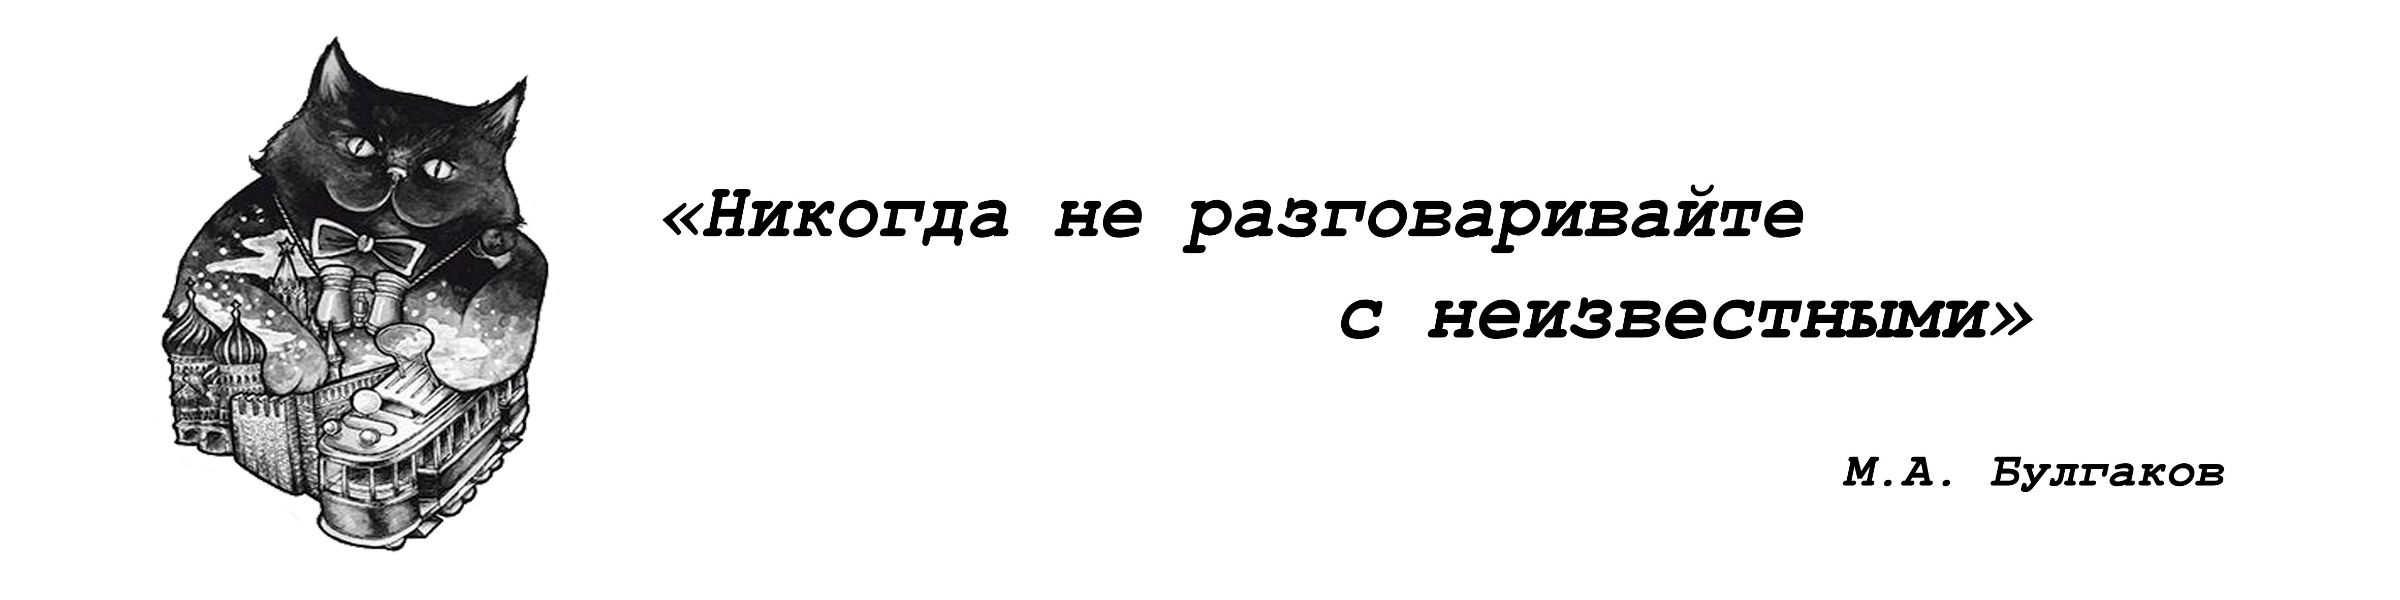 «Никогда не разговаривайте
с неизвестными»
М.А. Булгаков